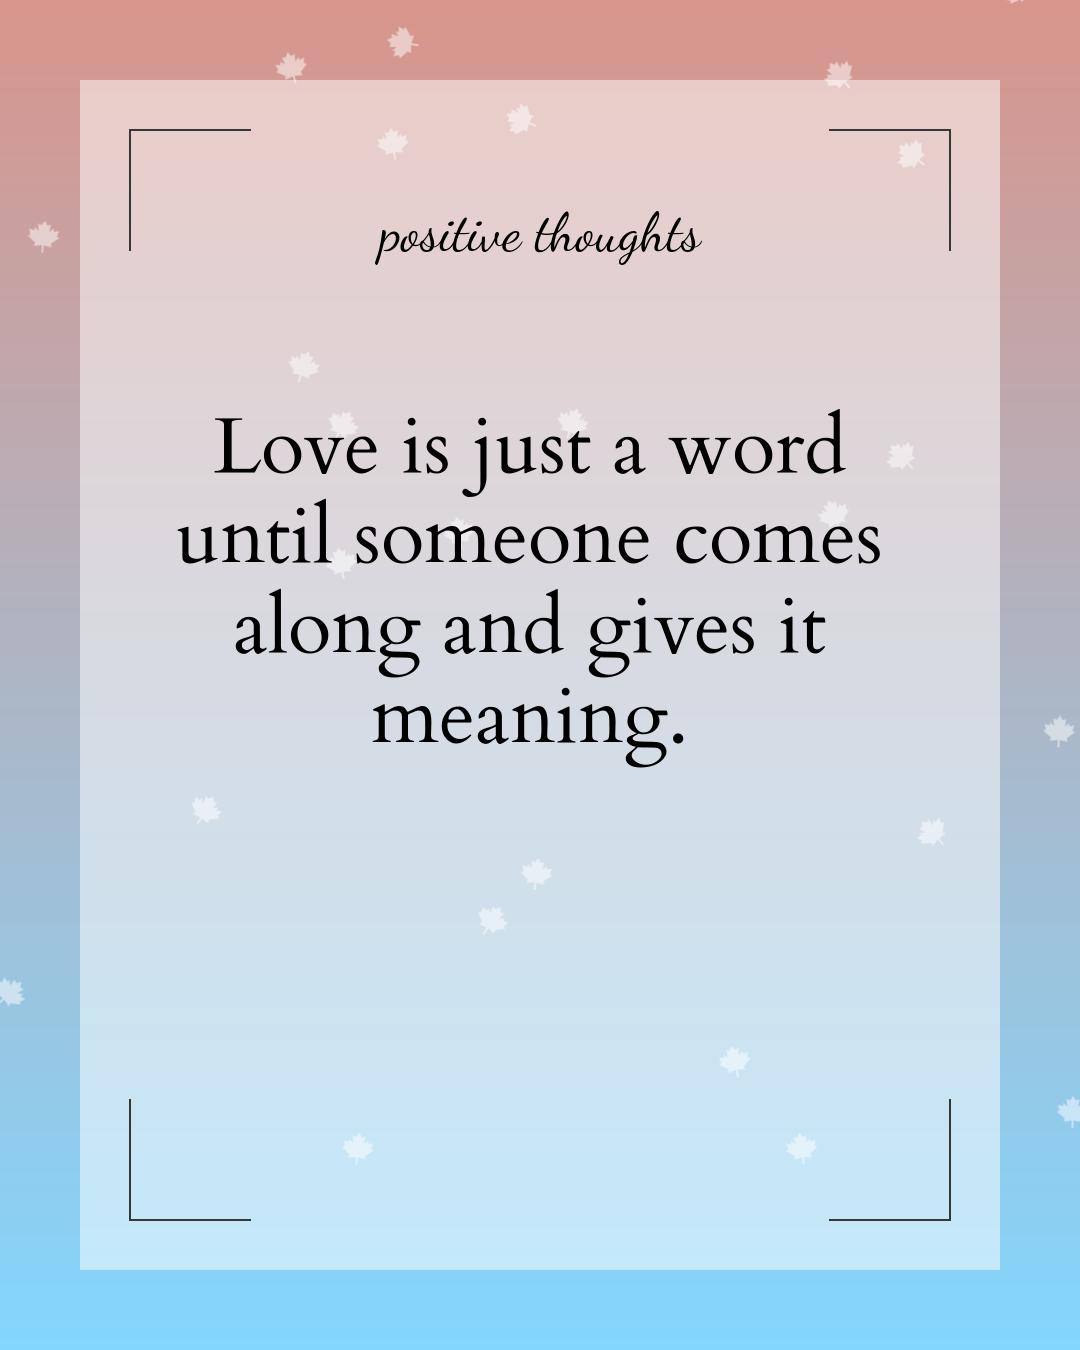 positive thoughts
Love is just a word
until someone comes
along and gives it
meaning.